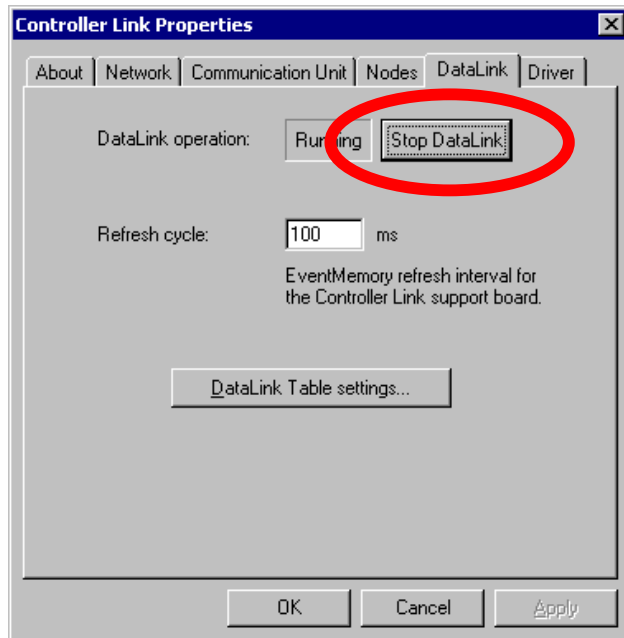 Controller Link Properties
About Network Communication Unit Nodes DataLink Driver
DataLink operation: Running Stop DataLink
Refresh cycle: 100 ms
EventMemory refresh interval for
the Controller Link support board.
DataLink Table settings...
OK Cancel Apply